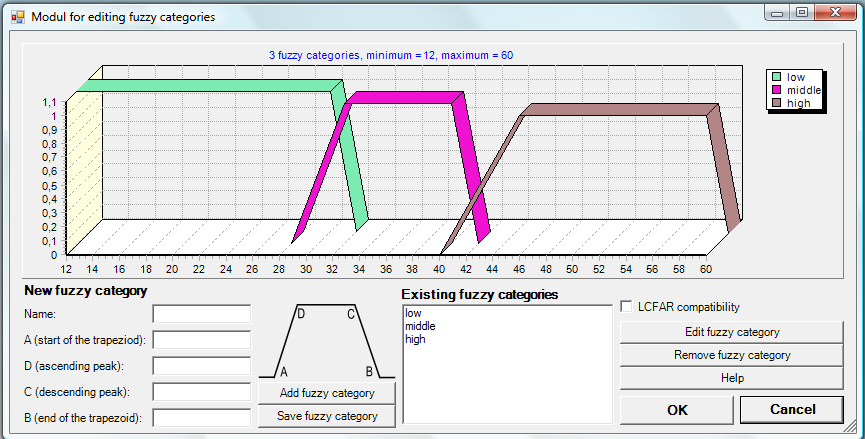 Modul for editing fuzzy categories
3 fuzzy categories, minimum = 12, maximum = 60
low
middle
high
1,1
1
0,9
0,8
0,7
0,6
0,5
0,4
0,3
0,2
0,1
0
12 14 16 18 20 22 24 26 28 30 32 34 36 38 40 42 44 46 48 50 52 54 56 58 60
New fuzzy category
Name:
A (start of the trapeziod):
D (ascending peak):
C (descending peak):
B (end of the trapezoid):
D C
A B
Add fuzzy category
Save fuzzy category
Existing fuzzy categories
low
middle
high
LCFAR compatibility
Edit fuzzy category
Remove fuzzy category
Help
OK Cancel